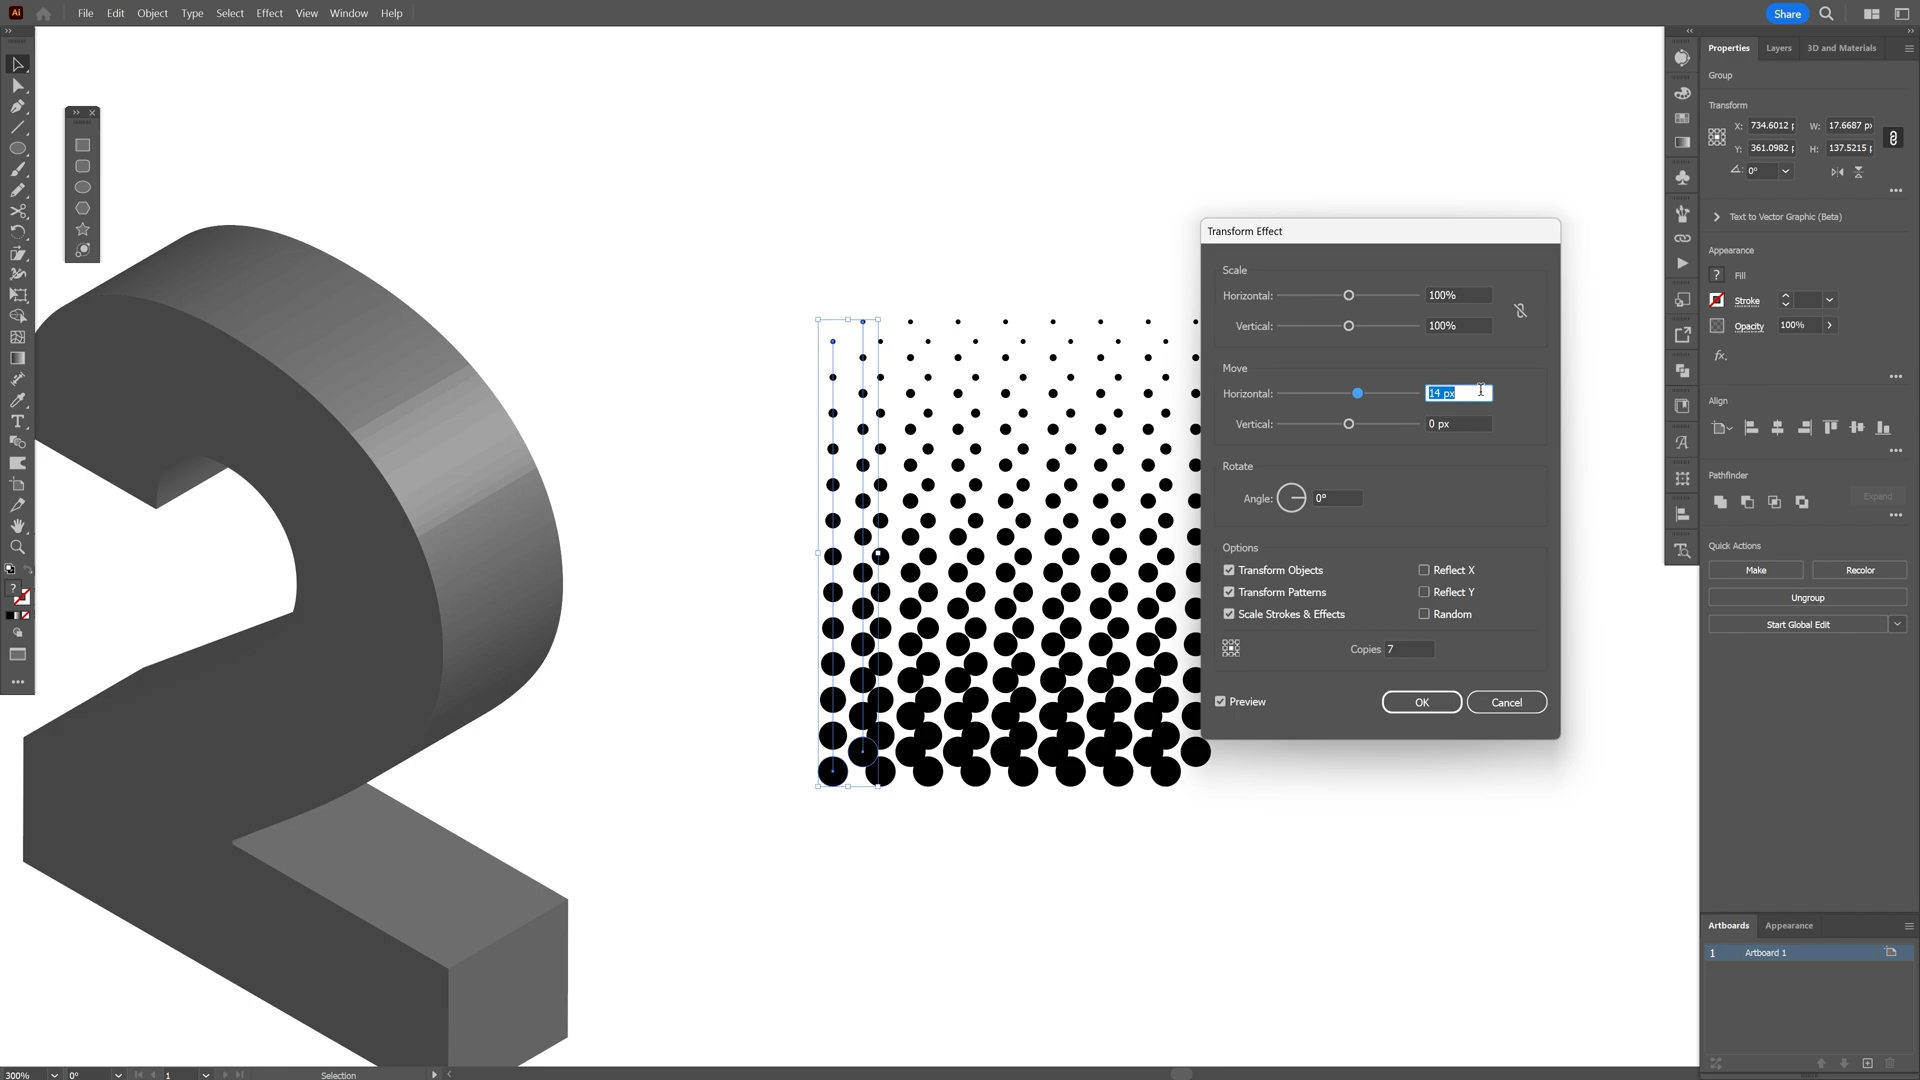 Ai File Edit Object Type Select Effect View Window Help Share
Properties Layers 3D and Materials
Group
Transform
X: 734.6012 W: 17.6687 px
Y: 361.0982 H: 137.5215
0°
Text to Vector Graphic (Beta)
Appearance
? Fill
Stroke
Opacity 100%
fx.
Align
Pathfinder
Expand
Quick Actions
Make Recolor
Ungroup
Start Global Edit
Artboards Appearance
1 Artboard 1
Transform Effect
Scale
Horizontal: 100%
Vertical: 100%
Move
Horizontal: 14 px
Vertical: 0 px
Rotate
Angle: 0°
Options
Transform Objects Reflect X
Transform Patterns Reflect Y
Scale Strokes & Effects Random
Copies 7
Preview OK Cancel
?
300% 0° 1 Selection